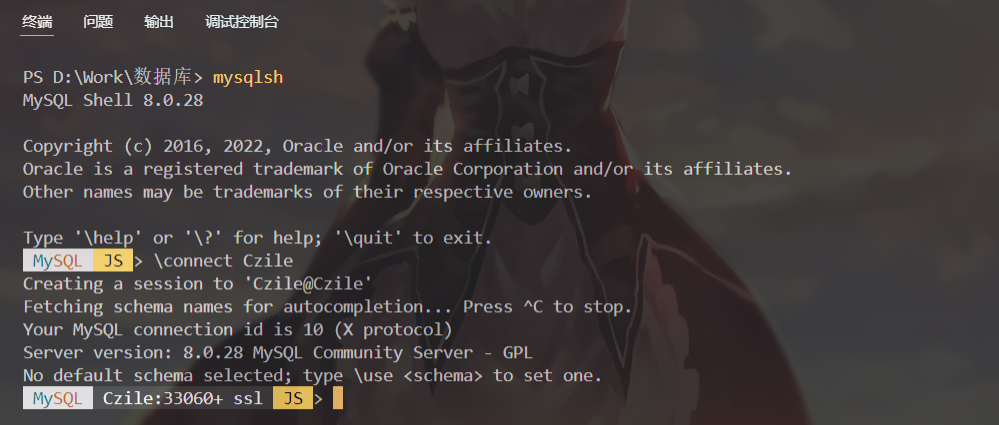 终端 问题 输出 调试控制台
PS D:\Work\数据库> mysqlsh
MySQL Shell 8.0.28
Copyright (c) 2016, 2022, Oracle and/or its affiliates.
Oracle is a registered trademark of Oracle Corporation and/or its affiliates.
Other names may be trademarks of their respective owners.
Type '\help' or '\?' for help; '\quit' to exit.
MySQL JS > \connect Czile
Creating a session to 'Czile@Czile'
Fetching schema names for autocompletion... Press ^C to stop.
Your MySQL connection id is 10 (X protocol)
Server version: 8.0.28 MySQL Community Server - GPL
No default schema selected; type \use <schema> to set one.
MySQL Czile:33060+ ssl JS >